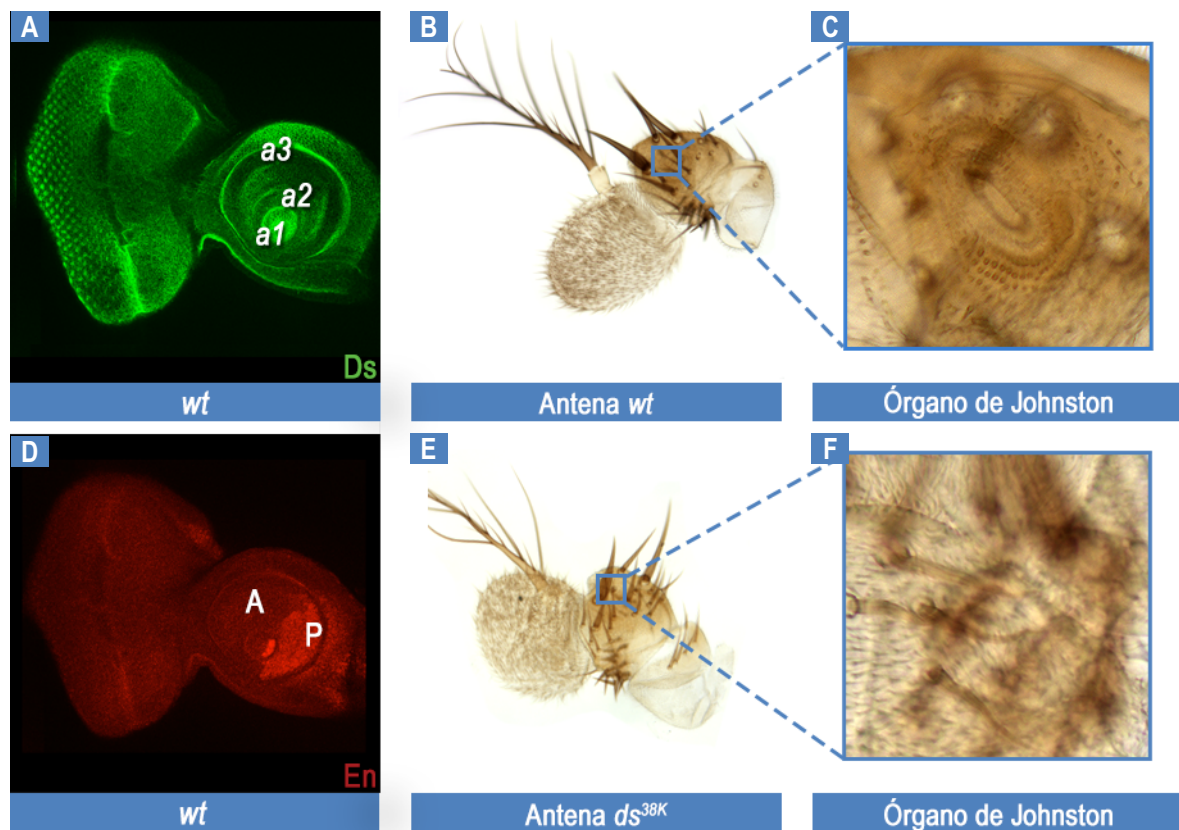 A
B
C
a3
a2
a1
Ds
wt
Antena wt
Órgano de Johnston
D
E
F
A
P
En
wt
Antena ds38K
Órgano de Johnston